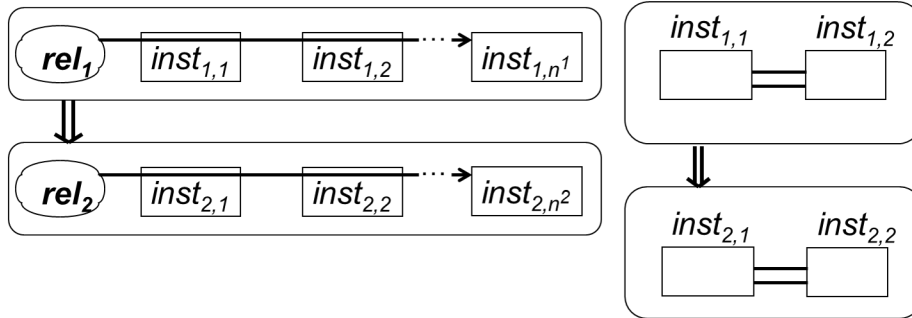 rel₁ inst₁,₁ inst₁,₂ inst₁,ₙ¹
rel₂ inst₂,₁ inst₂,₂ inst₂,ₙ²
inst₁,₁ inst₁,₂
inst₂,₁ inst₂,₂